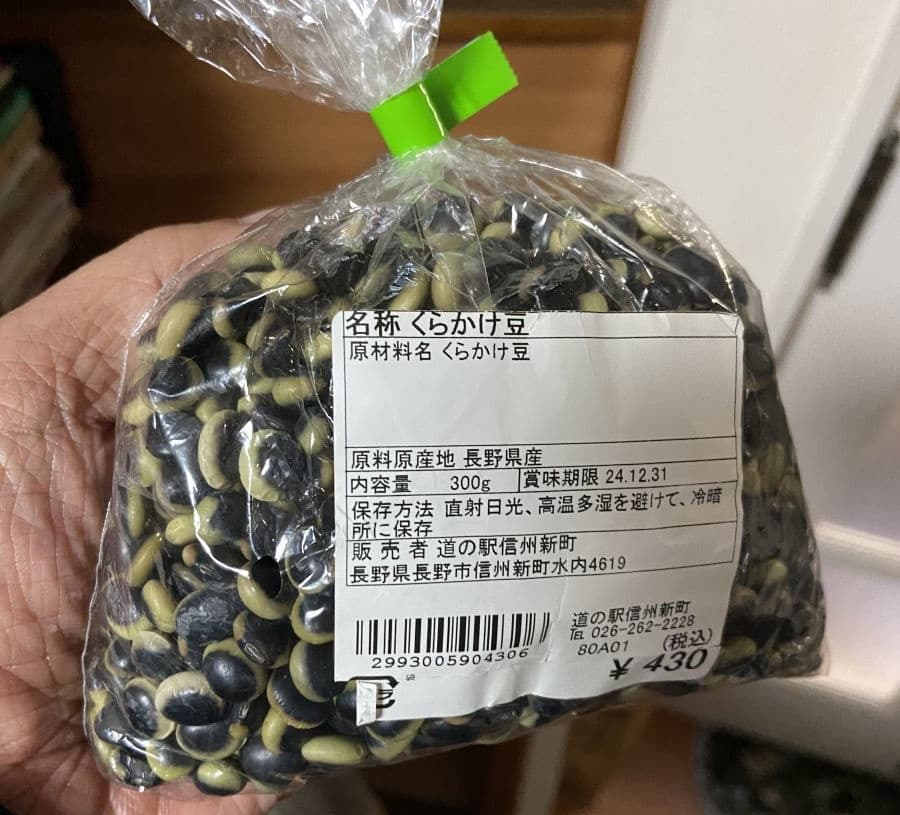 名称 くらかけ豆
原材料名 くらかけ豆
原料原産地 長野県産
内容量 300g 賞味期限 24.12.31
保存方法 直射日光、高温多湿を避けて、冷暗
所に保存
販売者 道の駅信州新町
長野県長野市信州新町水内4619
道の駅信州新町
℡ 026-262-2228
2993005904306
80A01 (税込)
¥ 430